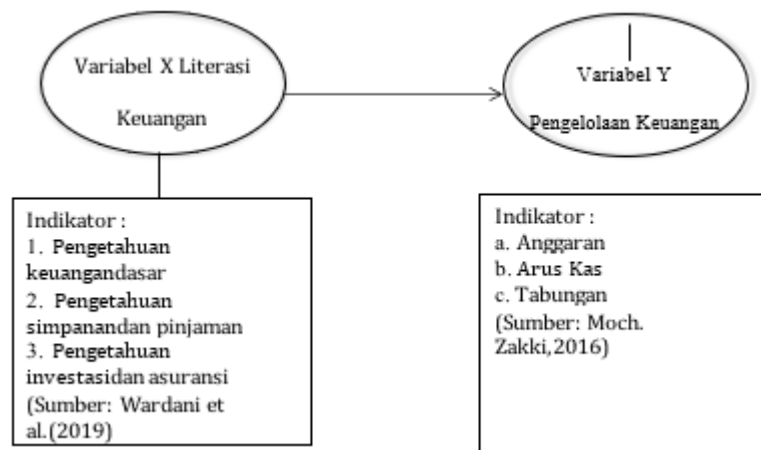 Variabel X Literasi
Keuangan
Variabel Y
Pengelolaan Keuangan
Indikator :
1. Pengetahuan
keuangandasar
2. Pengetahuan
simpanandan pinjaman
3. Pengetahuan
investasidan asuransi
(Sumber: Wardani et
al.(2019)
Indikator :
a. Anggaran
b. Arus Kas
c. Tabungan
(Sumber: Moch.
Zakki,2016)